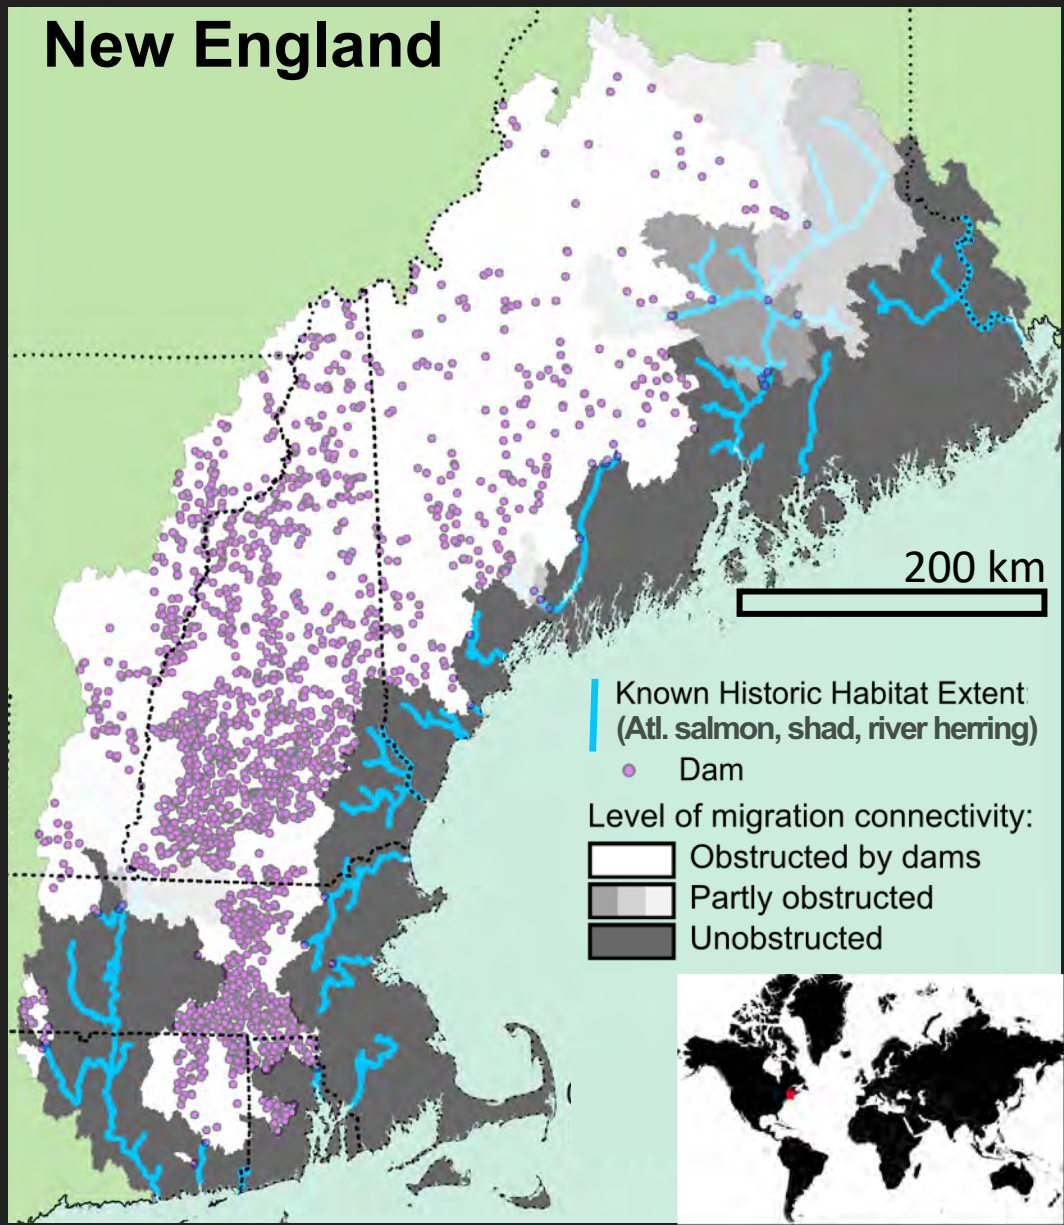 New England
200 km
Known Historic Habitat Extent:
(Atl. salmon, shad, river herring)
Dam
Level of migration connectivity:
Obstructed by dams
Partly obstructed
Unobstructed